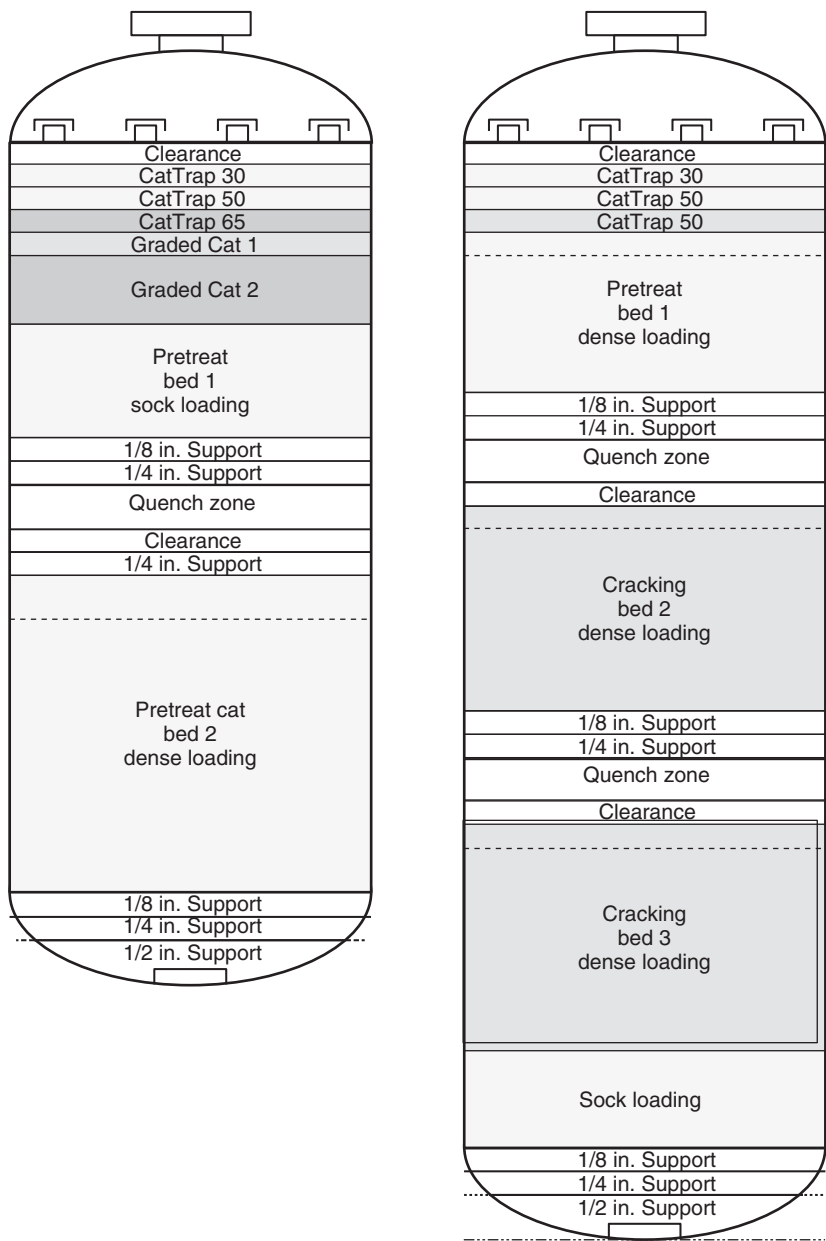 Clearance
CatTrap 30
CatTrap 50
CatTrap 65
Graded Cat 1
Graded Cat 2
Pretreat
bed 1
sock loading
1/8 in. Support
1/4 in. Support
Quench zone
Clearance
1/4 in. Support
Pretreat cat
bed 2
dense loading
1/8 in. Support
1/4 in. Support
1/2 in. Support
Clearance
CatTrap 30
CatTrap 50
CatTrap 50
Pretreat
bed 1
dense loading
1/8 in. Support
1/4 in. Support
Quench zone
Clearance
Cracking
bed 2
dense loading
1/8 in. Support
1/4 in. Support
Quench zone
Clearance
Cracking
bed 3
dense loading
Sock loading
1/8 in. Support
1/4 in. Support
1/2 in. Support